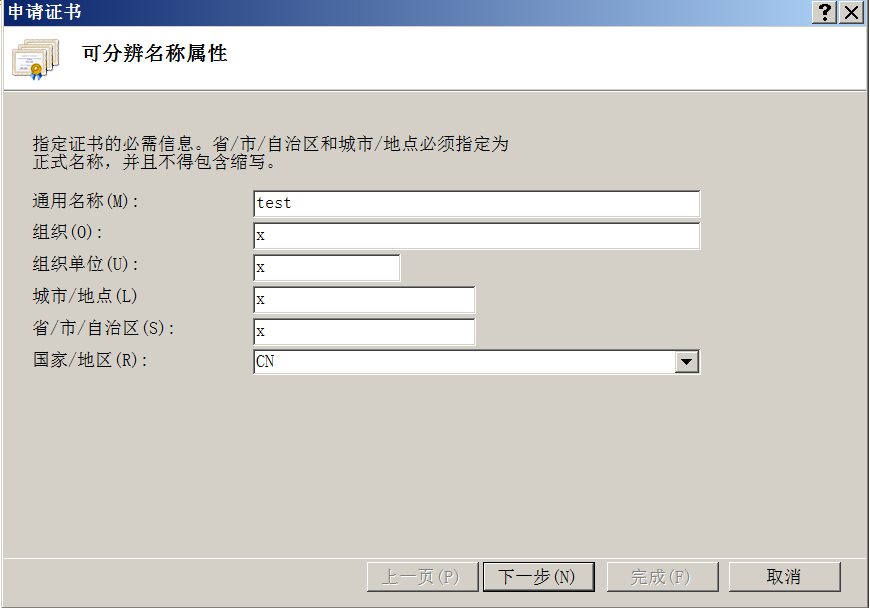 申请证书
可分辨名称属性
指定证书的必需信息。省/市/自治区和城市/地点必须指定为
正式名称，并且不得包含缩写。
通用名称(M): test
组织(O): x
组织单位(U): x
城市/地点(L) x
省/市/自治区(S): x
国家/地区(R): CN
上一页(P) 下一步(N) 完成(F) 取消